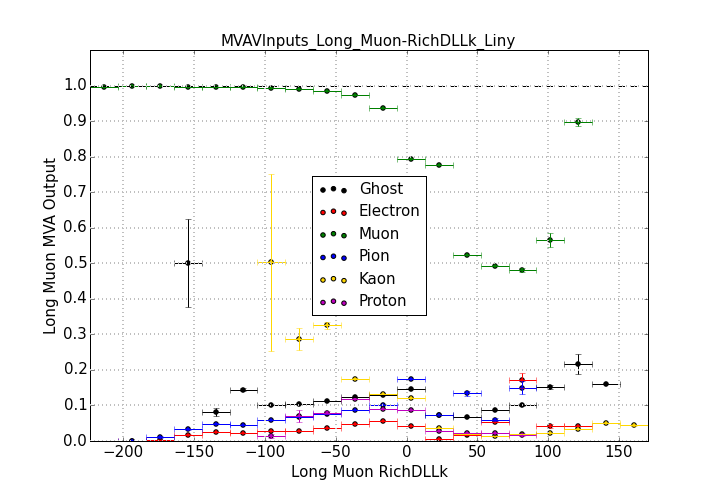 MVAVInputs_Long_Muon-RichDLLk_Liny
1.0
0.9
0.8
0.7
0.6
0.5
0.4
0.3
0.2
0.1
0.0
Long Muon MVA Output
Ghost
Electron
Muon
Pion
Kaon
Proton
−200 −150 −100 −50 0 50 100 150
Long Muon RichDLLk